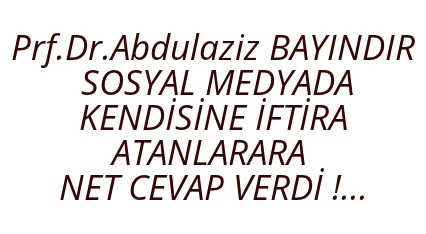 Prf.Dr.Abdulaziz BAYINDIR
SOSYAL MEDYADA
KENDİSİNE İFTİRA
ATANLARARA
NET CEVAP VERDİ !...